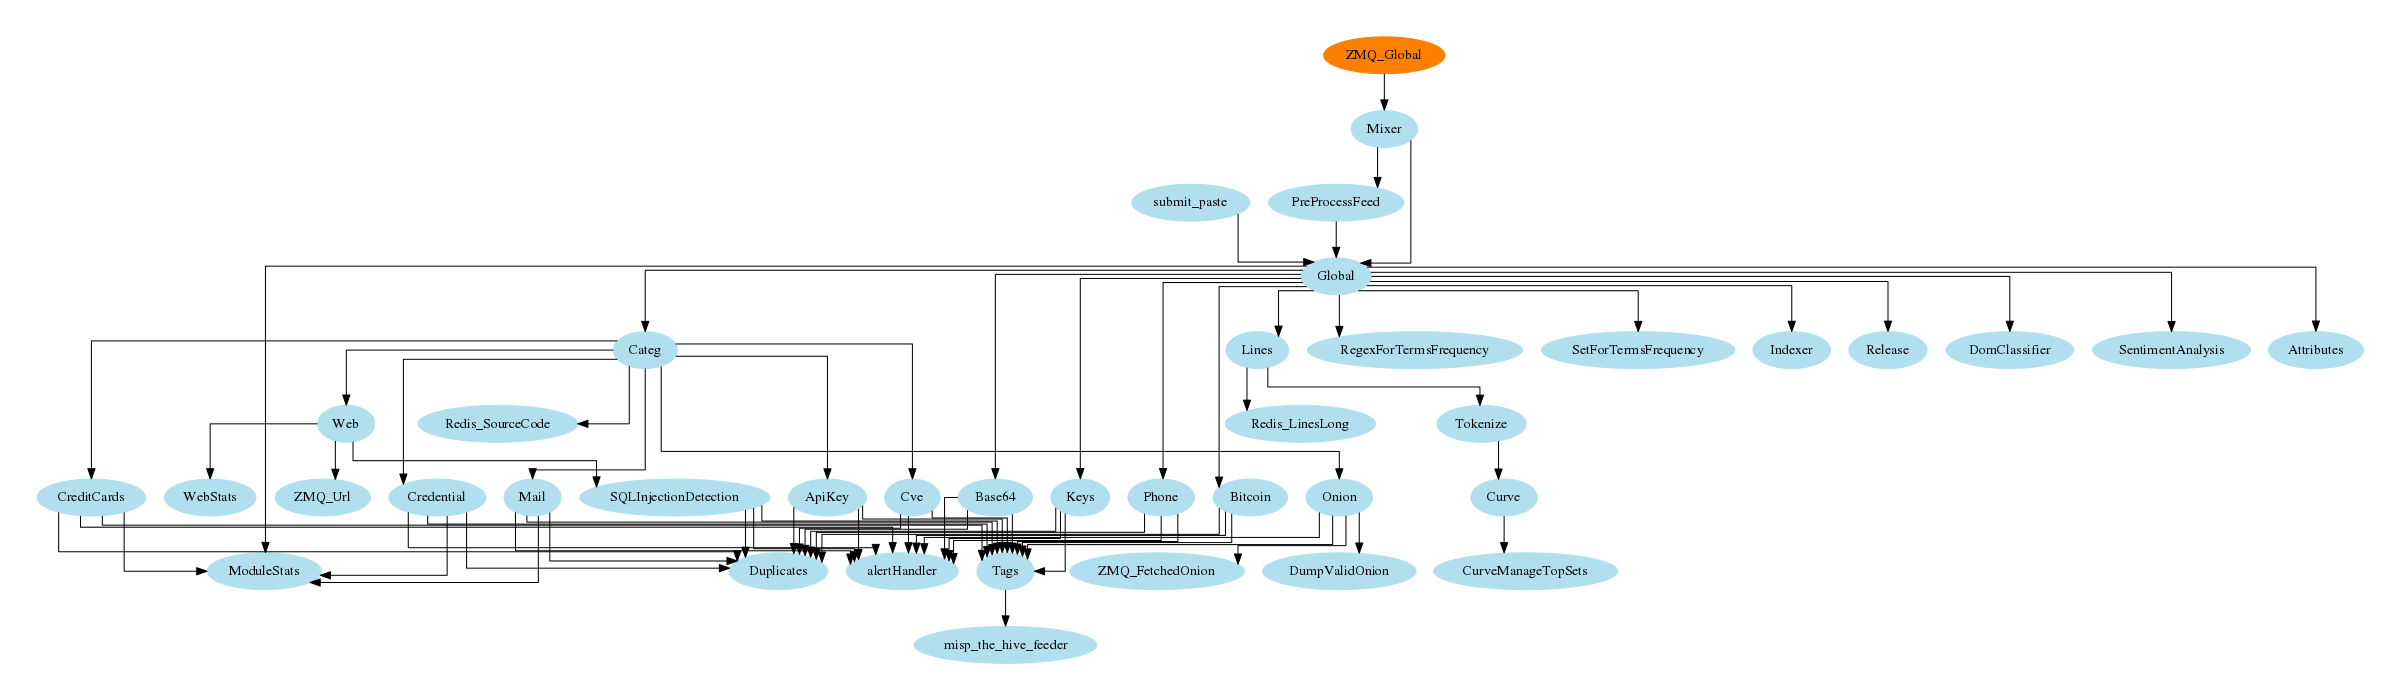 ZMQ_Global
Mixer
submit_paste
PreProcessFeed
Global
Categ
Lines
RegexForTermsFrequency
SetForTermsFrequency
Indexer
Release
DomClassifier
SentimentAnalysis
Attributes
Web
Redis_SourceCode
Redis_LinesLong
Tokenize
CreditCards
WebStats
ZMQ_Url
Credential
Mail
SQLInjectionDetection
ApiKey
Cve
Base64
Keys
Phone
Bitcoin
Onion
Curve
ModuleStats
Duplicates
alertHandler
Tags
ZMQ_FetchedOnion
DumpValidOnion
CurveManageTopSets
misp_the_hive_feeder